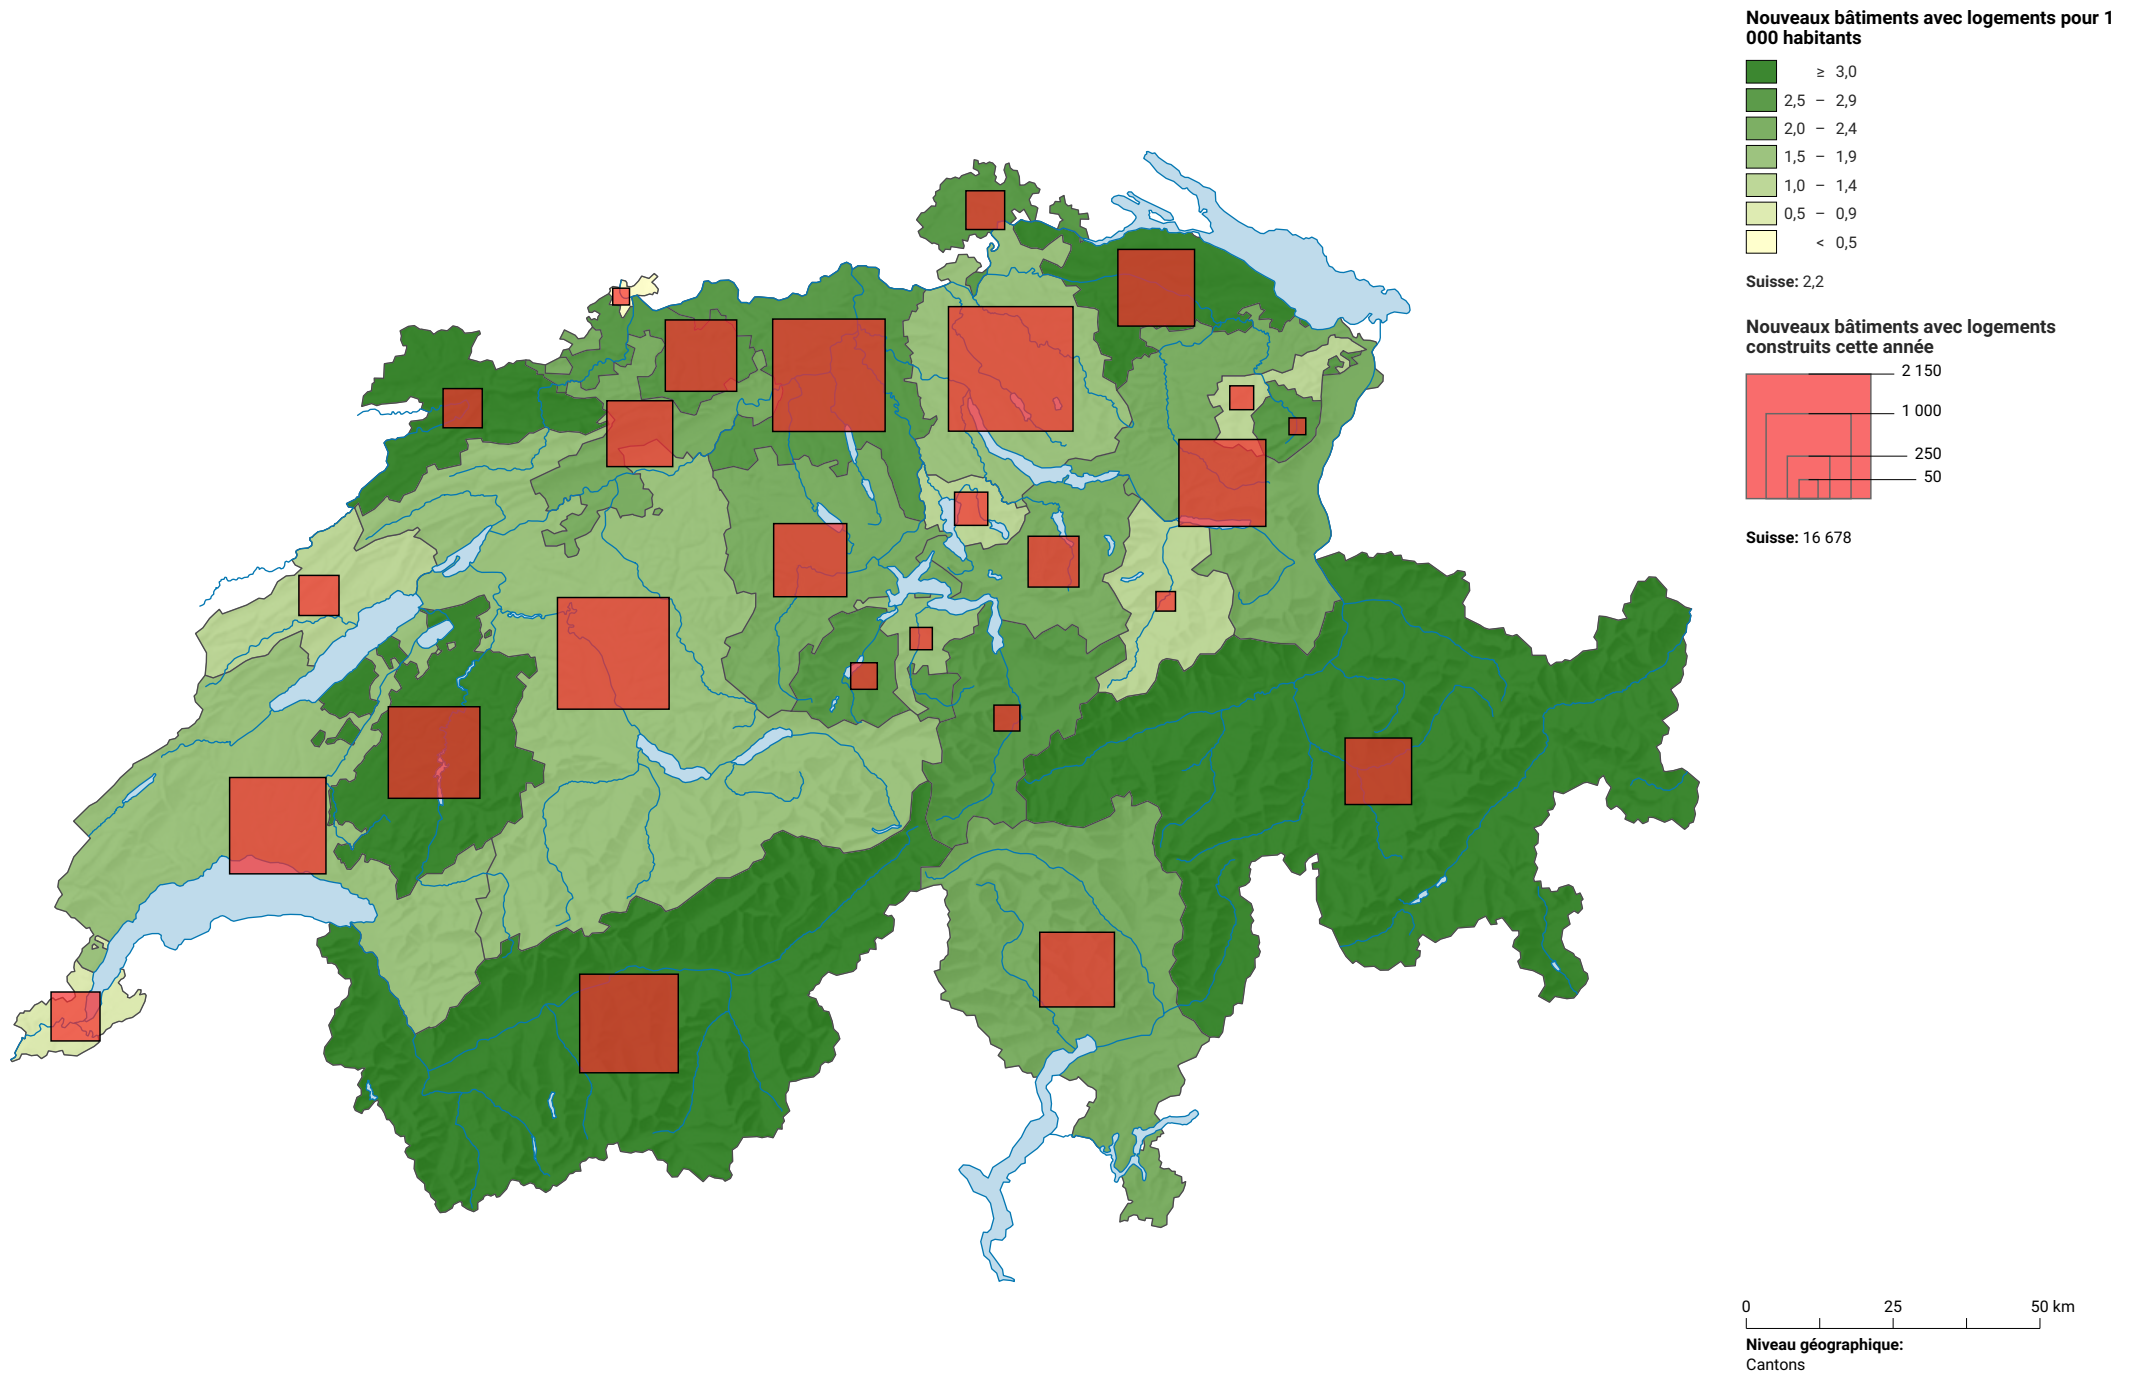 Nouveaux bâtiments avec logements pour 1
000 habitants
≥ 3,0
2,5 – 2,9
2,0 – 2,4
1,5 – 1,9
1,0 – 1,4
0,5 – 0,9
< 0,5
Suisse: 2,2
Nouveaux bâtiments avec logements
construits cette année
2 150
1 000
250
50
Suisse: 16 678
0 25 50 km
Niveau géographique:
Cantons